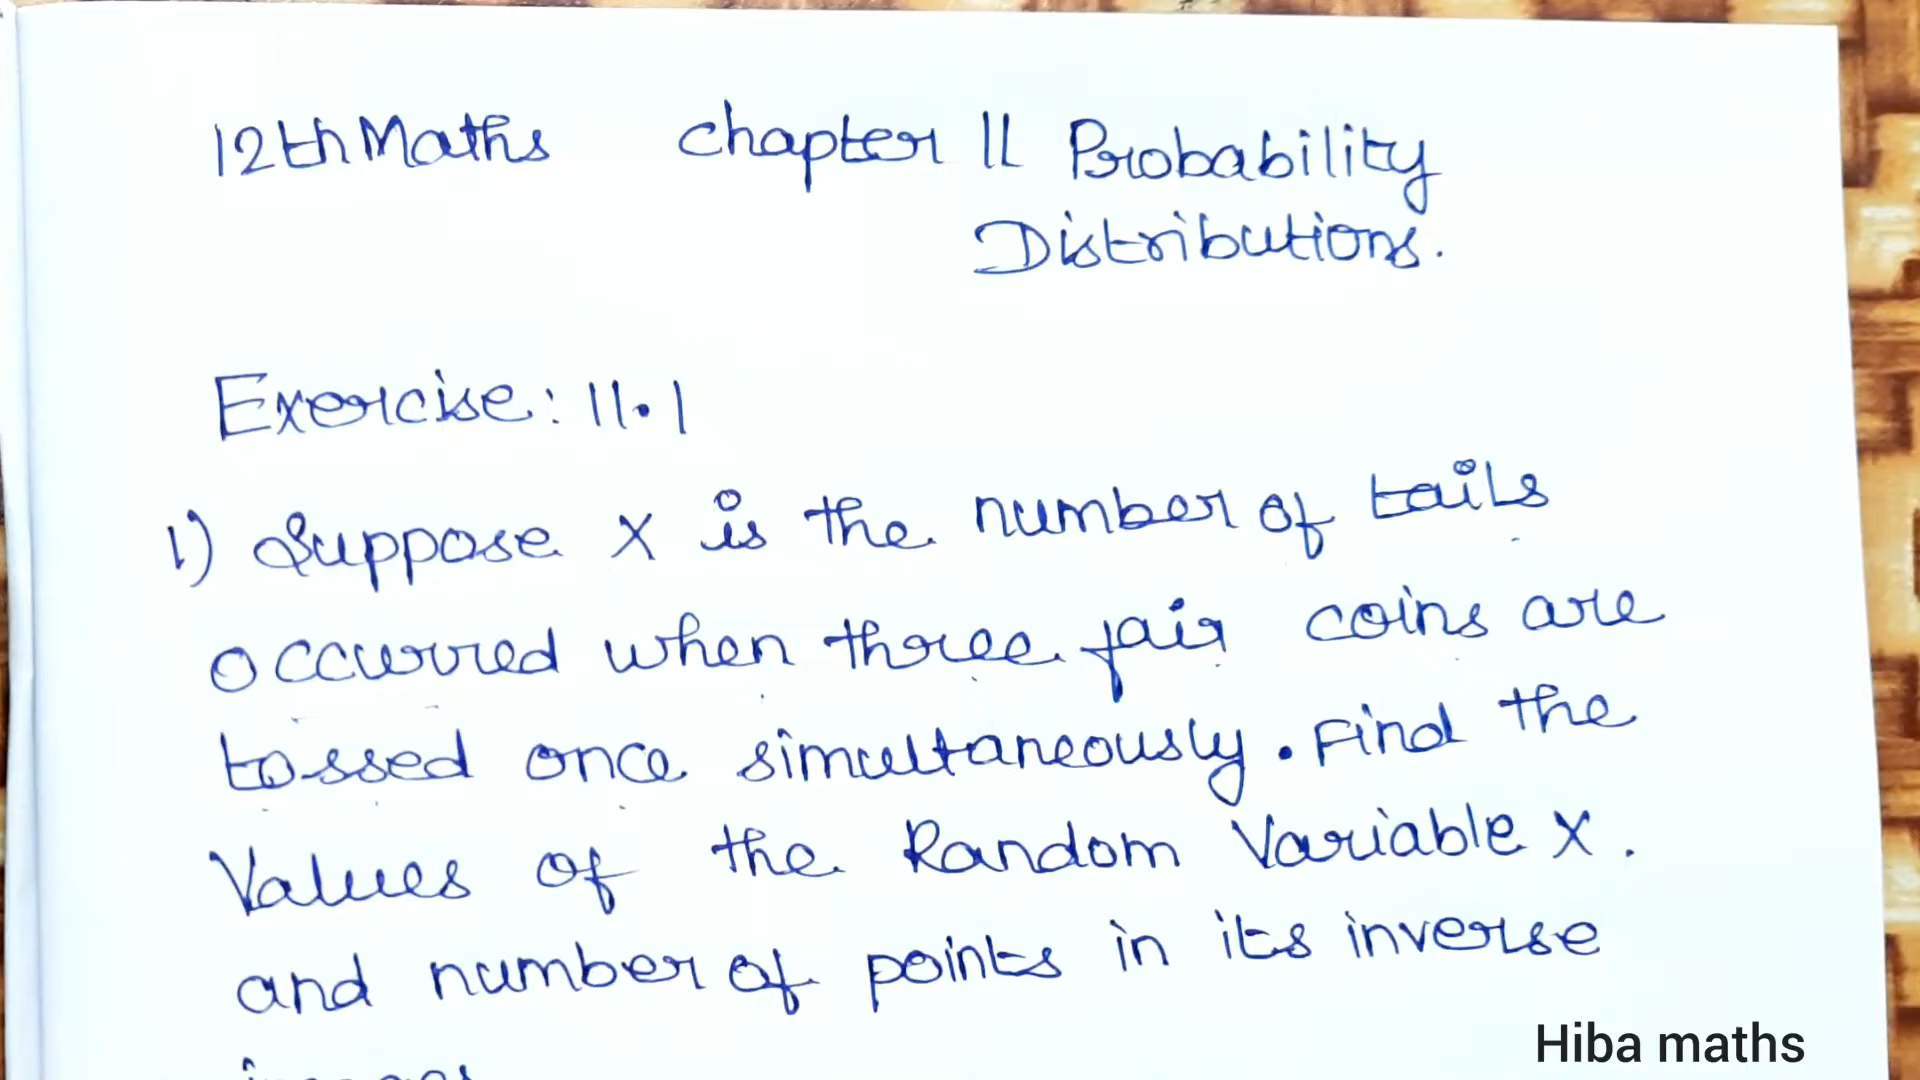 12th Maths chapter 11 Probability
Distributions.
Exercise: 11.1
1) Suppose X is the number of tails
occurred when three fair coins are
tossed once simultaneously. Find the
Values of the Random Variable X.
and number of points in its inverse
Hiba maths